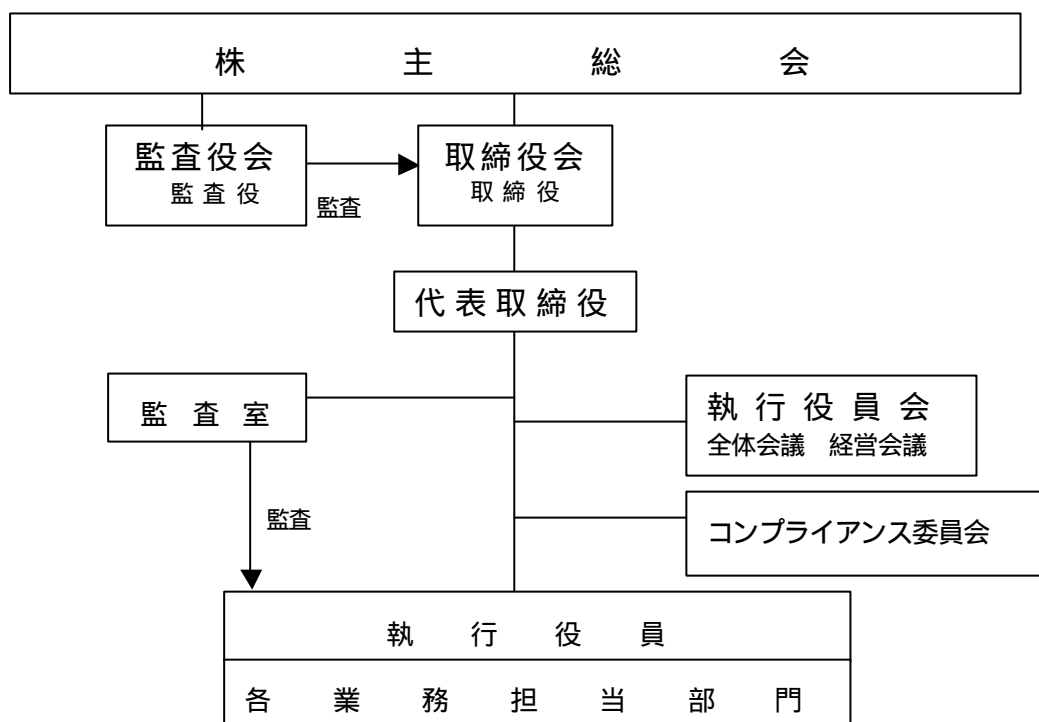 株主総会
監査役会
監査役
監査
取締役会
取締役
代表取締役
監査室
執行役員会
全体会議 経営会議
監査
コンプライアンス委員会
執行役員
各業務担当部門